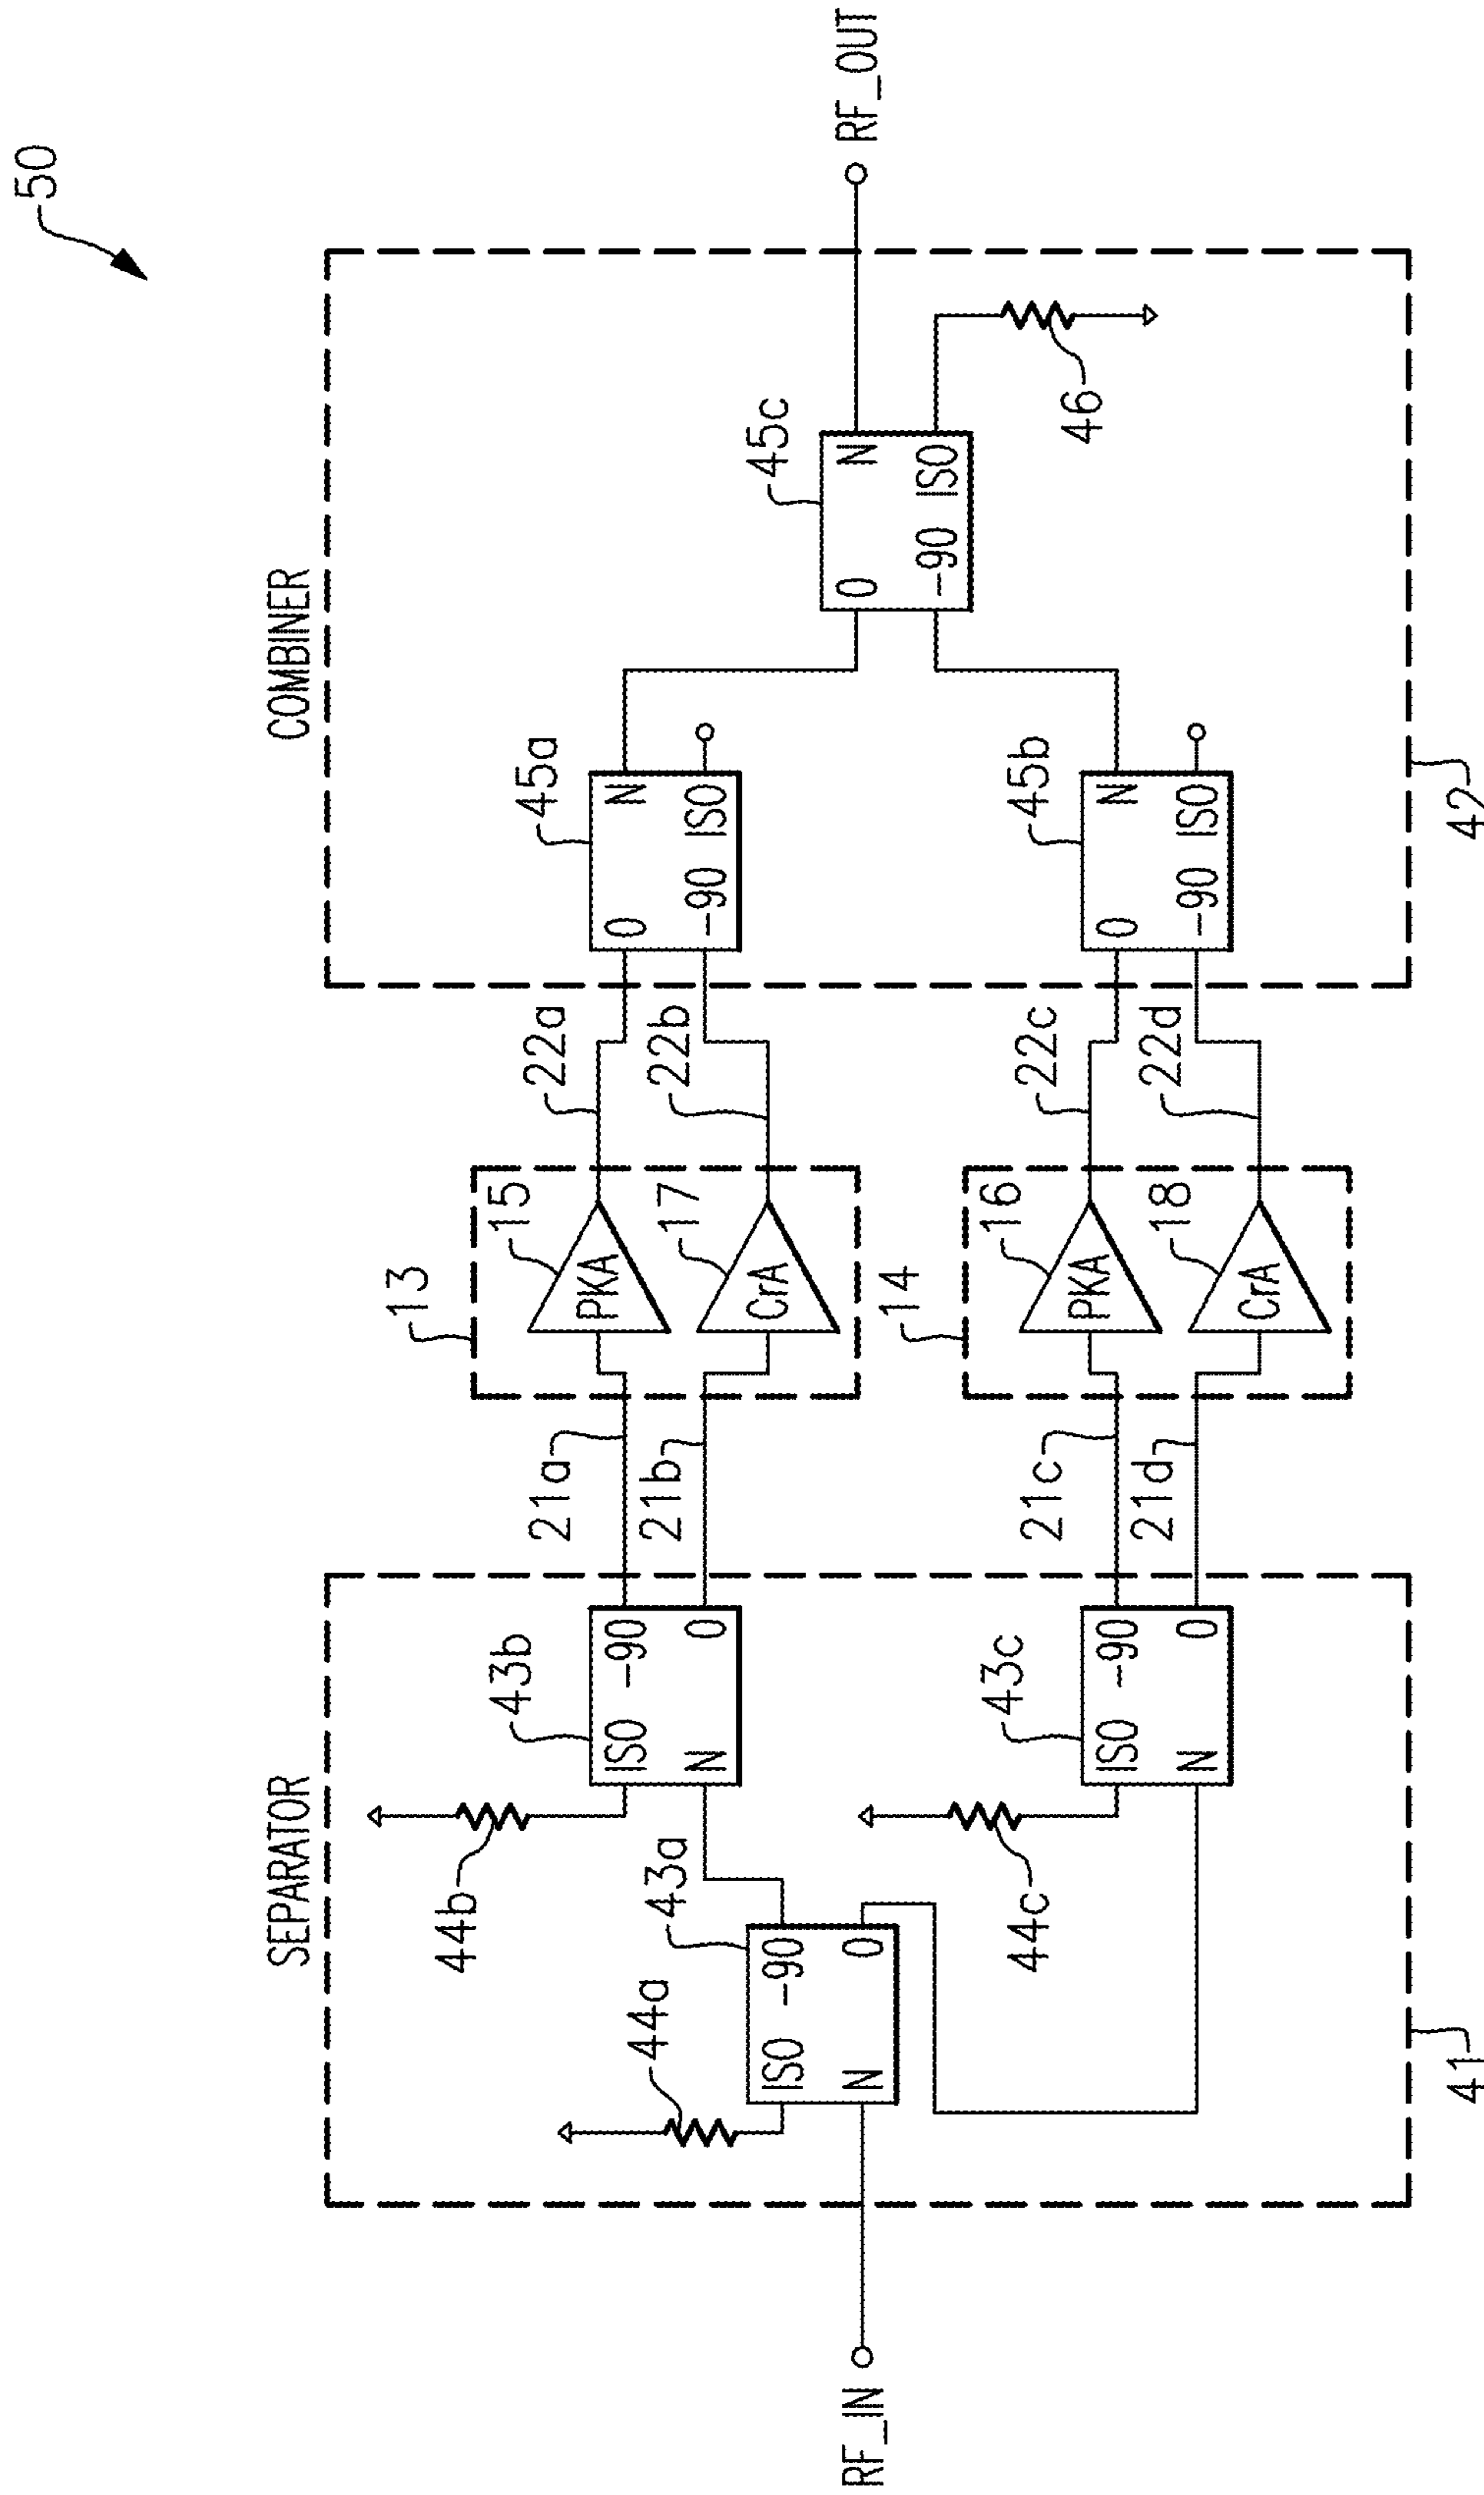 50
SEPARATOR
COMBINER
RF_IN
44a
43a
ISO -90
N 0
44b
43b
ISO -90
N 0
44c
43c
ISO -90
N 0
41
21a
21b
21c
21d
13
15
PKA
17
CrA
14
16
PKA
18
CrA
22a
22b
22c
22d
45a
0 N
-90 ISO
45b
0 N
-90 ISO
45c
0 N
-90 ISO
46
42
RF_OUT